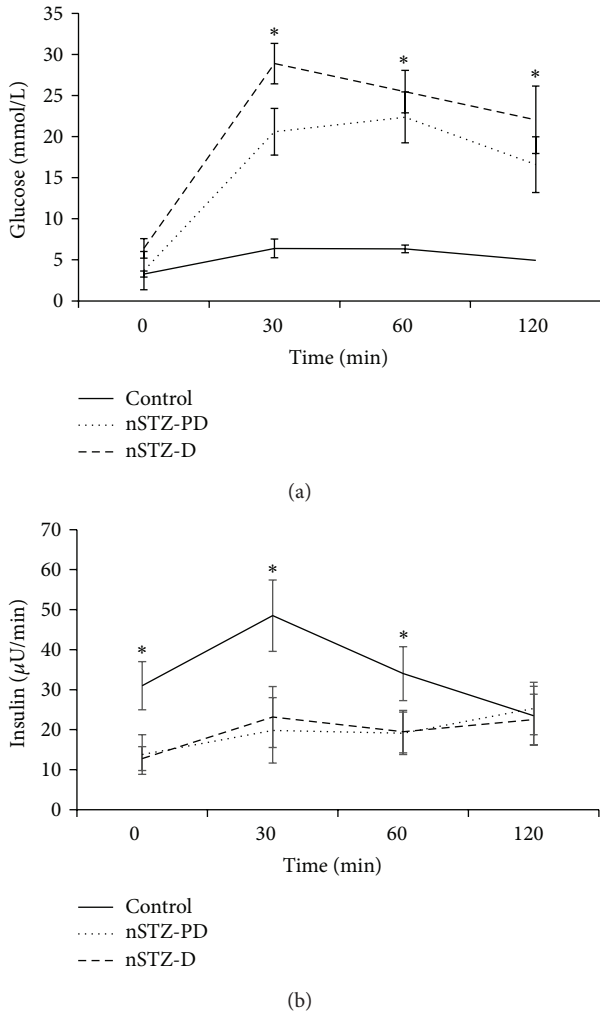 35
30
25
20
15
10
5
0
Glucose (mmol/L)
* * *
0 30 60 120
Time (min)
Control
nSTZ-PD
nSTZ-D
(a)
70
60
50
40
30
20
10
0
Insulin (μU/min)
* * *
0 30 60 120
Time (min)
Control
nSTZ-PD
nSTZ-D
(b)